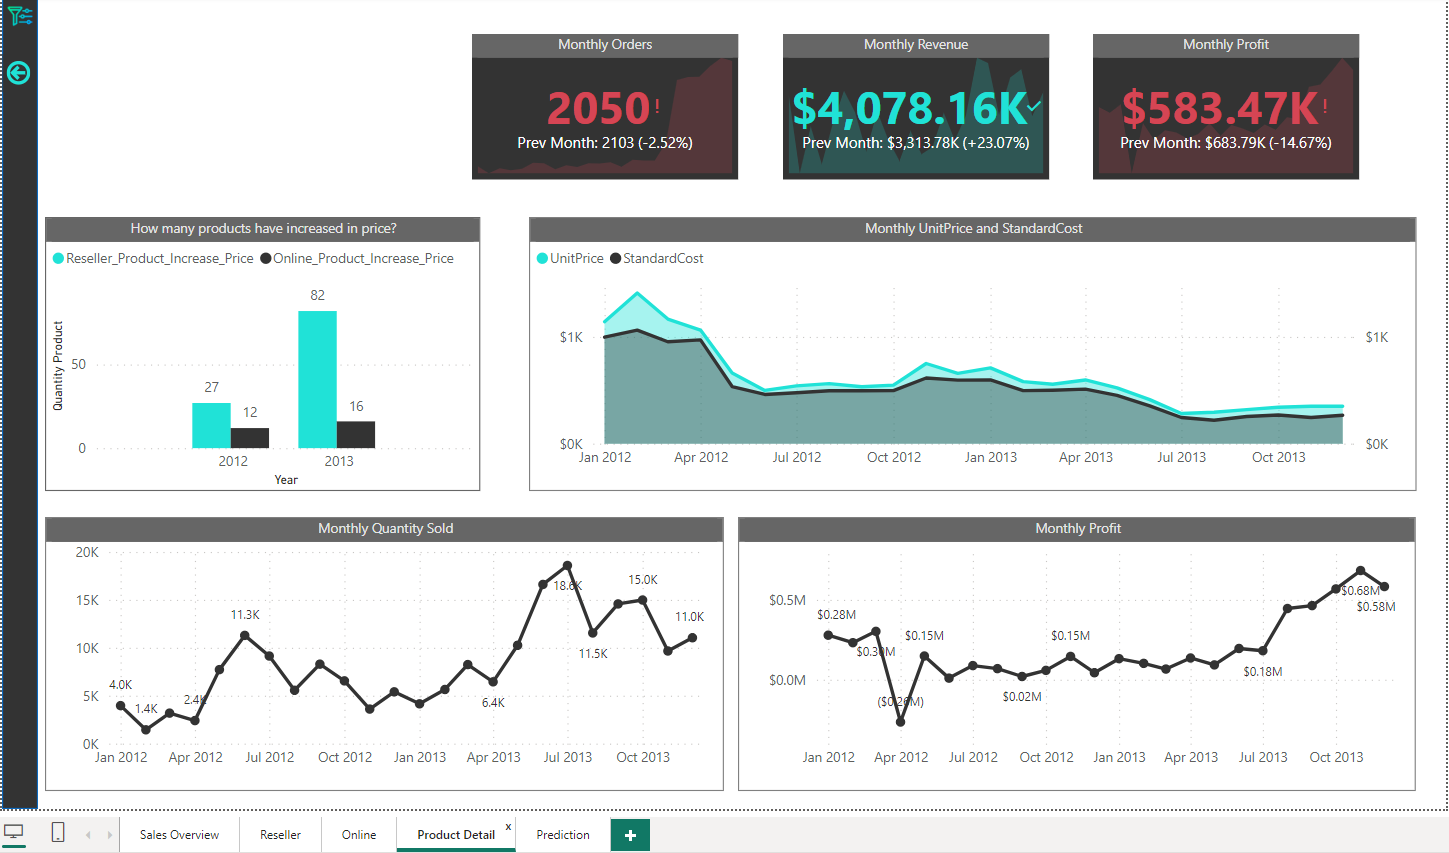 Monthly Orders
2050!
Prev Month: 2103 (-2.52%)
Monthly Revenue
$4,078.16K
Prev Month: $3,313.78K (+23.07%)
Monthly Profit
$583.47K!
Prev Month: $683.79K (-14.67%)
How many products have increased in price?
Reseller_Product_Increase_Price Online_Product_Increase_Price
Quantity Product
50
0
27
12
82
16
2012
2013
Year
Monthly UnitPrice and StandardCost
UnitPrice StandardCost
$1K
$0K
$1K
$0K
Jan 2012
Apr 2012
Jul 2012
Oct 2012
Jan 2013
Apr 2013
Jul 2013
Oct 2013
Monthly Quantity Sold
20K
15K
10K
5K
0K
4.0K
1.4K
2.4K
11.3K
6.4K
18.6K
11.5K
15.0K
11.0K
Jan 2012
Apr 2012
Jul 2012
Oct 2012
Jan 2013
Apr 2013
Jul 2013
Oct 2013
Monthly Profit
$0.5M
$0.0M
$0.28M
$0.30M
($0.26M)
$0.15M
$0.02M
$0.15M
$0.18M
$0.68M
$0.58M
Jan 2012
Apr 2012
Jul 2012
Oct 2012
Jan 2013
Apr 2013
Jul 2013
Oct 2013
Sales Overview
Reseller
Online
Product Detail
x
Prediction
+